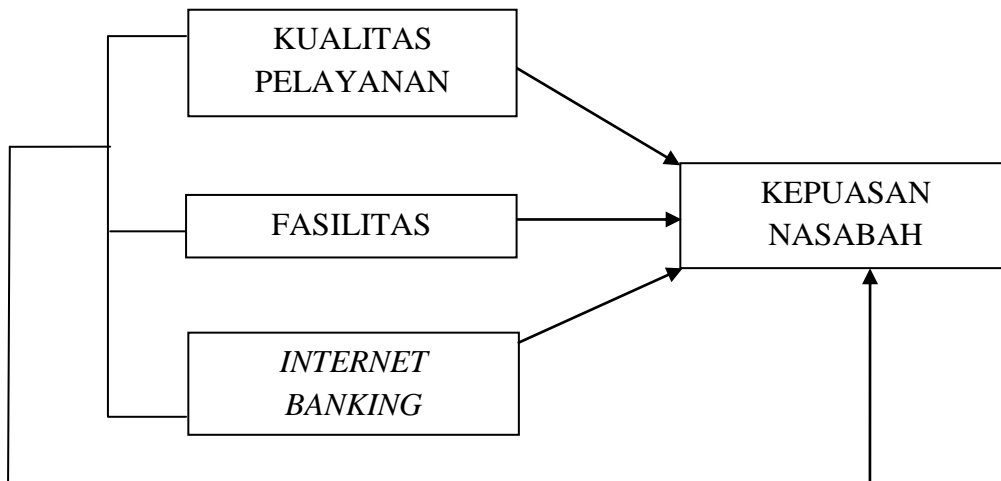 KUALITAS
PELAYANAN
FASILITAS
KEPUASAN
NASABAH
INTERNET
BANKING